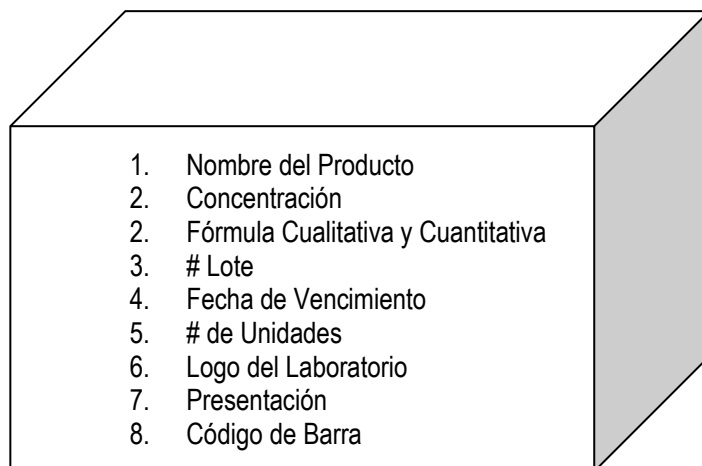 1. Nombre del Producto
2. Concentración
2. Fórmula Cualitativa y Cuantitativa
3. # Lote
4. Fecha de Vencimiento
5. # de Unidades
6. Logo del Laboratorio
7. Presentación
8. Código de Barra